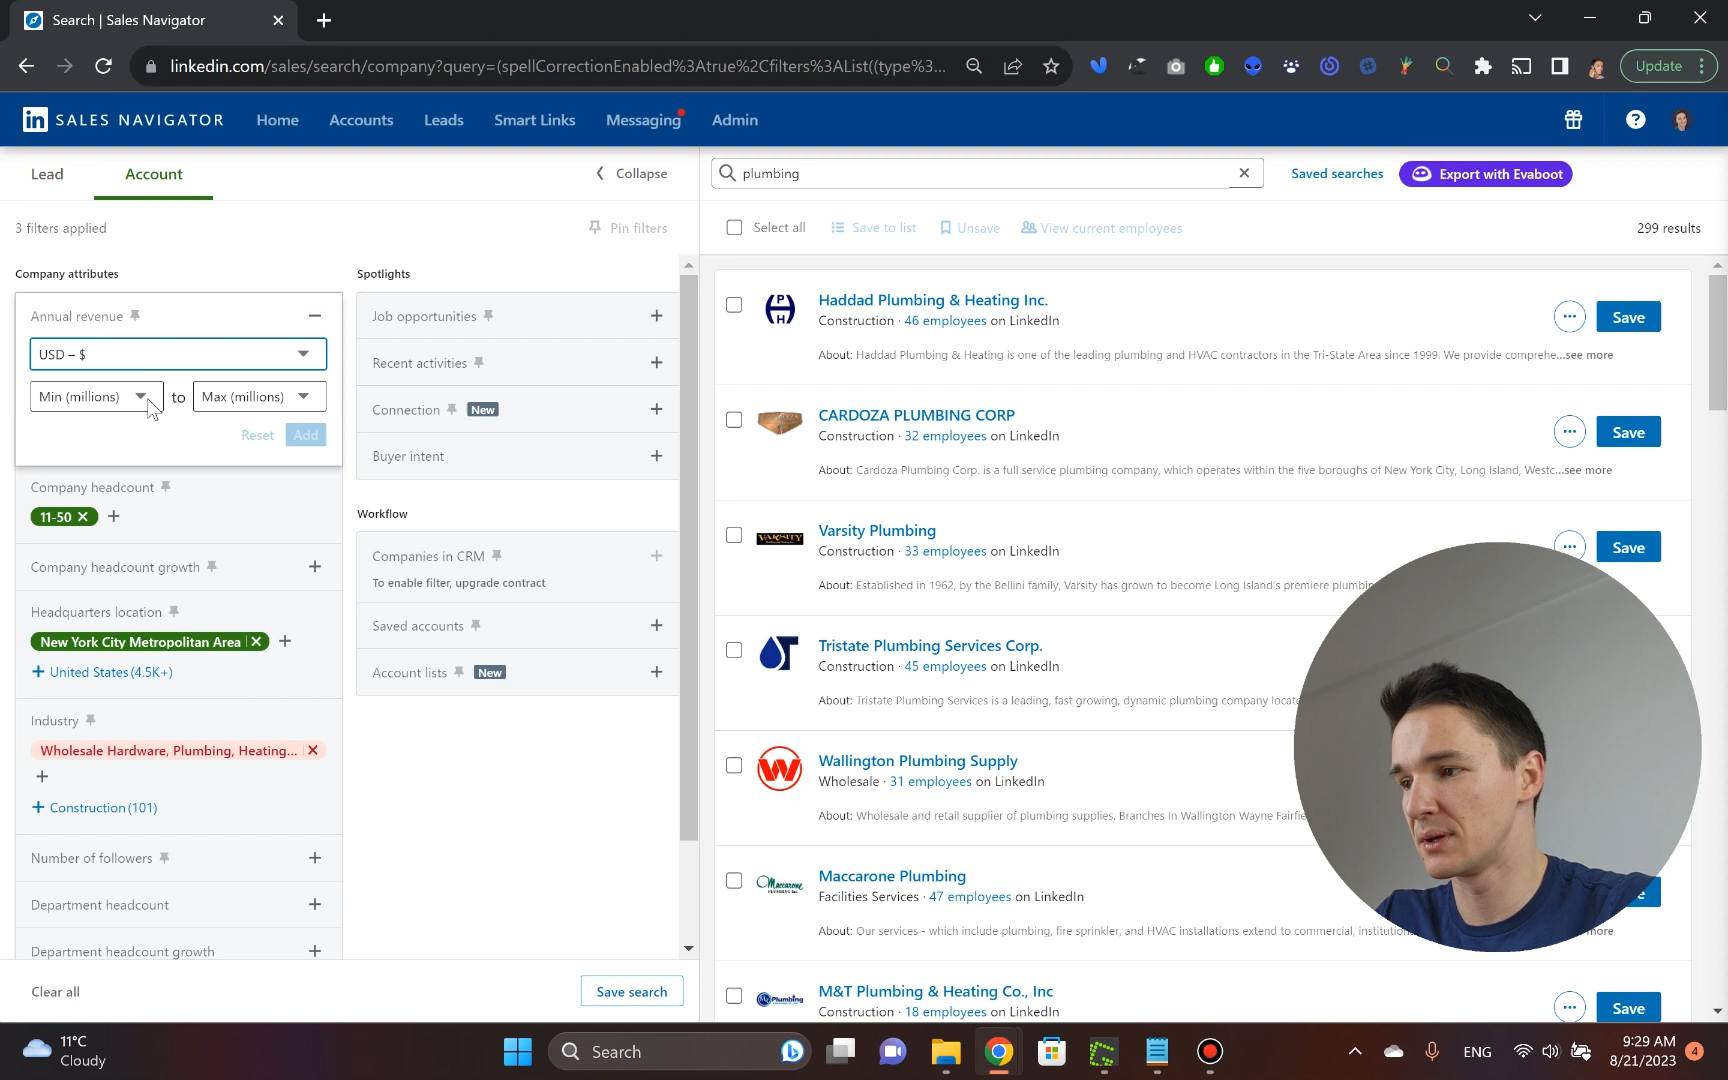 Search | Sales Navigator
linkedin.com/sales/search/company?query=(spellCorrectionEnabled%3Atrue%2Cfilters%3AList((type%3...
Update
in SALES NAVIGATOR
Home
Accounts
Leads
Smart Links
Messaging
Admin
Lead
Account
Collapse
plumbing
Saved searches
Export with Evaboot
3 filters applied
Pin filters
Select all
Save to list
Unsave
View current employees
299 results
Company attributes
Annual revenue
USD – $
Min (millions)
to
Max (millions)
Reset
Add
Company headcount
11-50
Company headcount growth
Headquarters location
New York City Metropolitan Area
United States (4.5K+)
Industry
Wholesale Hardware, Plumbing, Heating...
Construction (101)
Number of followers
Department headcount
Department headcount growth
Spotlights
Job opportunities
Recent activities
Connection New
Buyer intent
Workflow
Companies in CRM
To enable filter, upgrade contract
Saved accounts
Account lists New
Clear all
Save search
Haddad Plumbing & Heating Inc.
Construction · 46 employees on LinkedIn
About: Haddad Plumbing & Heating is one of the leading plumbing and HVAC contractors in the Tri-State Area since 1999. We provide comprehe...see more
Save
CARDOZA PLUMBING CORP
Construction · 32 employees on LinkedIn
About: Cardoza Plumbing Corp. is a full service plumbing company, which operates within the five boroughs of New York City, Long Island, Westc...see more
Save
VARSITY
Varsity Plumbing
Construction · 33 employees on LinkedIn
About: Established in 1962, by the Bellini family, Varsity has grown to become Long Island's premiere plumbin
Save
Tristate Plumbing Services Corp.
Construction · 45 employees on LinkedIn
About: Tristate Plumbing Services is a leading, fast growing, dynamic plumbing company locate
Wallington Plumbing Supply
Wholesale · 31 employees on LinkedIn
About: Wholesale and retail supplier of plumbing supplies. Branches In Wallington Wayne Fairfie
Maccarone
Maccarone Plumbing
Facilities Services · 47 employees on LinkedIn
About: Our services - which include plumbing, fire sprinkler, and HVAC installations extend to commercial, institution
more
M&T Plumbing & Heating Co., Inc
Construction · 18 employees on LinkedIn
Save
11°C
Cloudy
Search
ENG
9:29 AM
8/21/2023
4